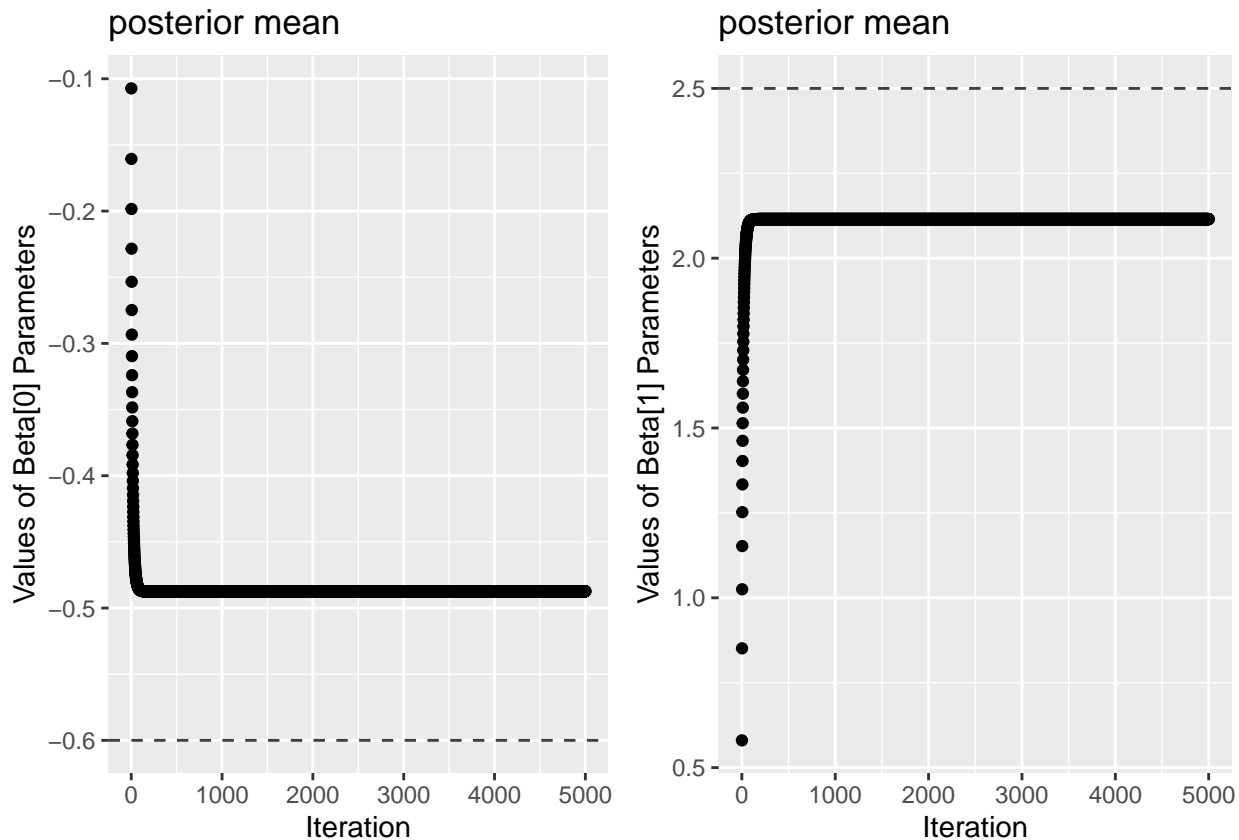 posterior mean
Values of Beta[0] Parameters
−0.1
−0.2
−0.3
−0.4
−0.5
−0.6
0 1000 2000 3000 4000 5000
Iteration
posterior mean
Values of Beta[1] Parameters
2.5
2.0
1.5
1.0
0.5
0 1000 2000 3000 4000 5000
Iteration